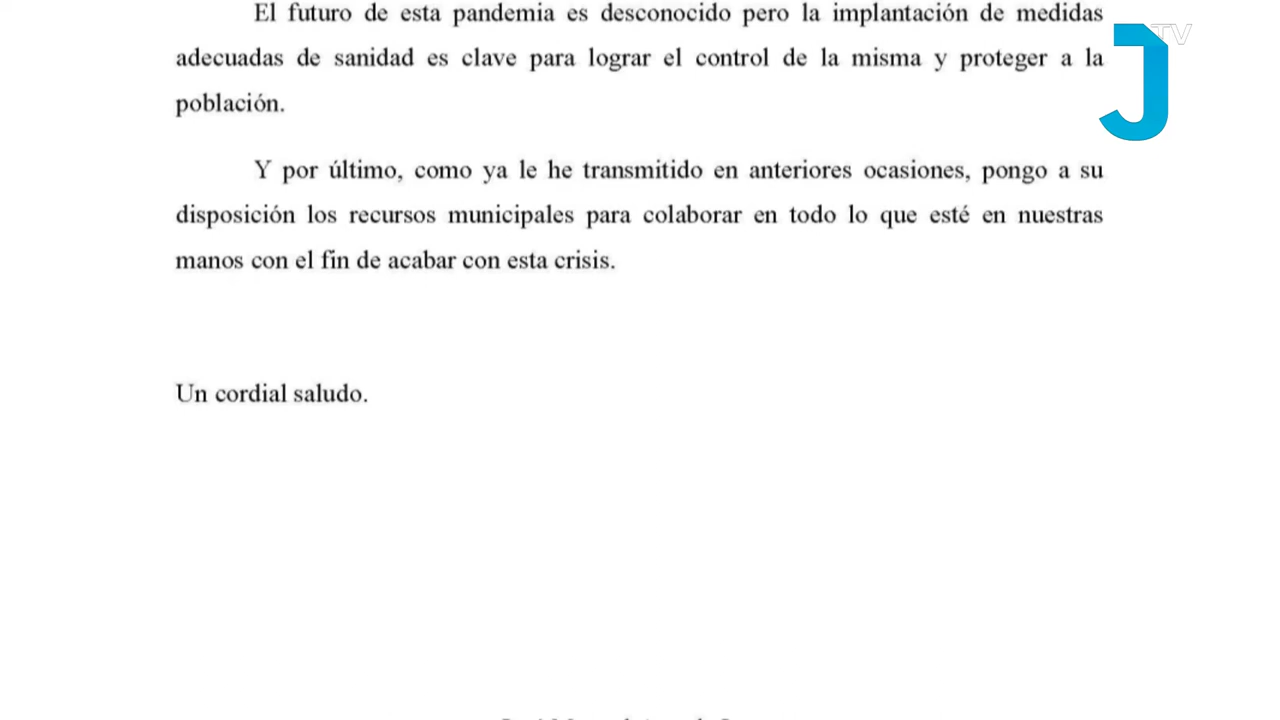 El futuro de esta pandemia es desconocido pero la implantación de medidas
adecuadas de sanidad es clave para lograr el control de la misma y proteger a la
población.
Y por último, como ya le he transmitido en anteriores ocasiones, pongo a su
disposición los recursos municipales para colaborar en todo lo que esté en nuestras
manos con el fin de acabar con esta crisis.
Un cordial saludo.
J TV